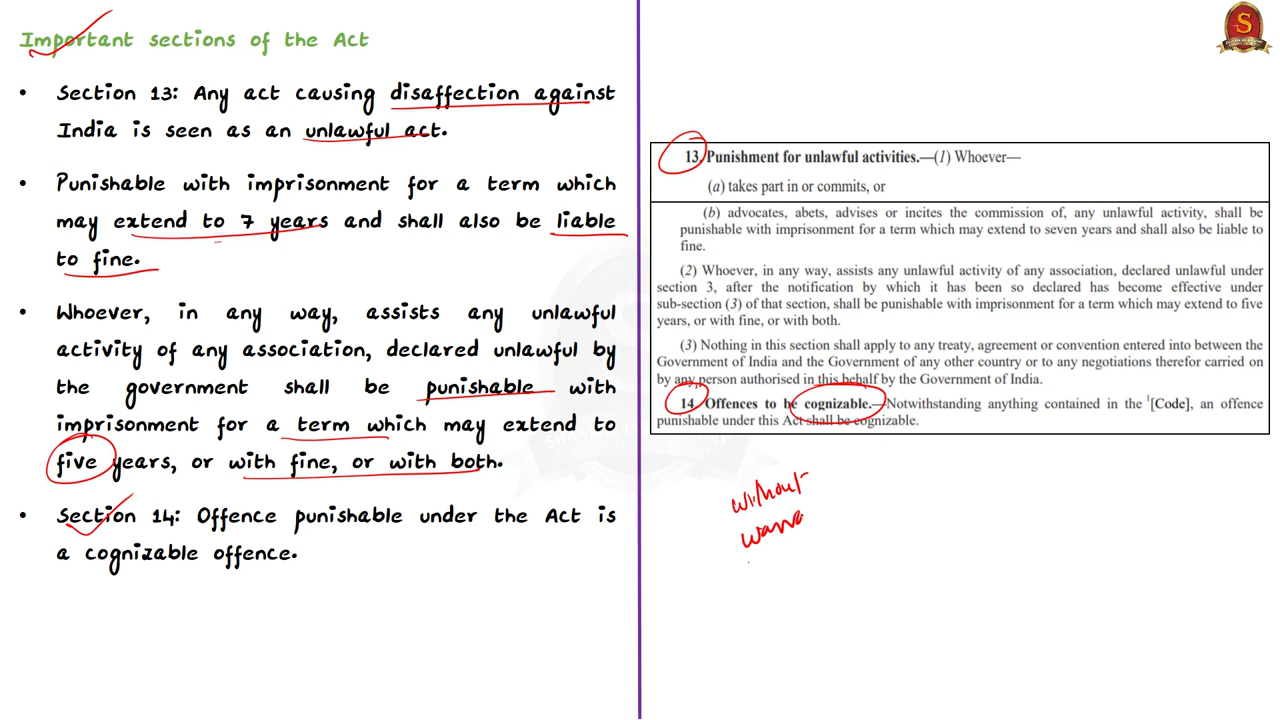 Important sections of the Act
• Section 13: Any act causing disaffection against
India is seen as an unlawful act.
• Punishable with imprisonment for a term which
may extend to 7 years and shall also be liable
to fine.
• Whoever, in any way, assists any unlawful
activity of any association, declared unlawful by
the government shall be punishable with
imprisonment for a term which may extend to
five years, or with fine, or with both.
• Section 14: Offence punishable under the Act is
a cognizable offence.
S
13. Punishment for unlawful activities.—(1) Whoever—
(a) takes part in or commits, or
(b) advocates, abets, advises or incites the commission of, any unlawful activity, shall be
punishable with imprisonment for a term which may extend to seven years and shall also be liable to
fine.
(2) Whoever, in any way, assists any unlawful activity of any association, declared unlawful under
section 3, after the notification by which it has been so declared has become effective under
sub-section (3) of that section, shall be punishable with imprisonment for a term which may extend to five
years, or with fine, or with both.
(3) Nothing in this section shall apply to any treaty, agreement or convention entered into between the
Government of India and the Government of any other country or to any negotiations therefor carried on
by any person authorised in this behalf by the Government of India.
14. Offences to be cognizable.—Notwithstanding anything contained in the 1[Code], an offence
punishable under this Act shall be cognizable.
without